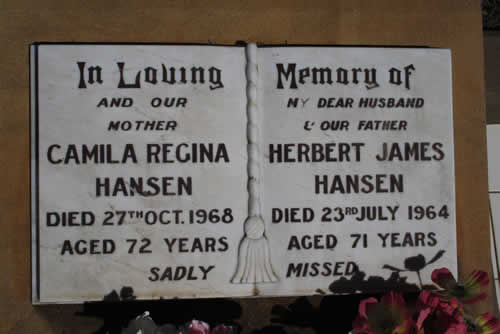 In Loving
AND OUR
MOTHER
CAMILA REGINA
HANSEN
DIED 27TH OCT. 1968
AGED 72 YEARS
SADLY
Memory of
MY DEAR HUSBAND
& OUR FATHER
HERBERT JAMES
HANSEN
DIED 23RD JULY 1964
AGED 71 YEARS
MISSED